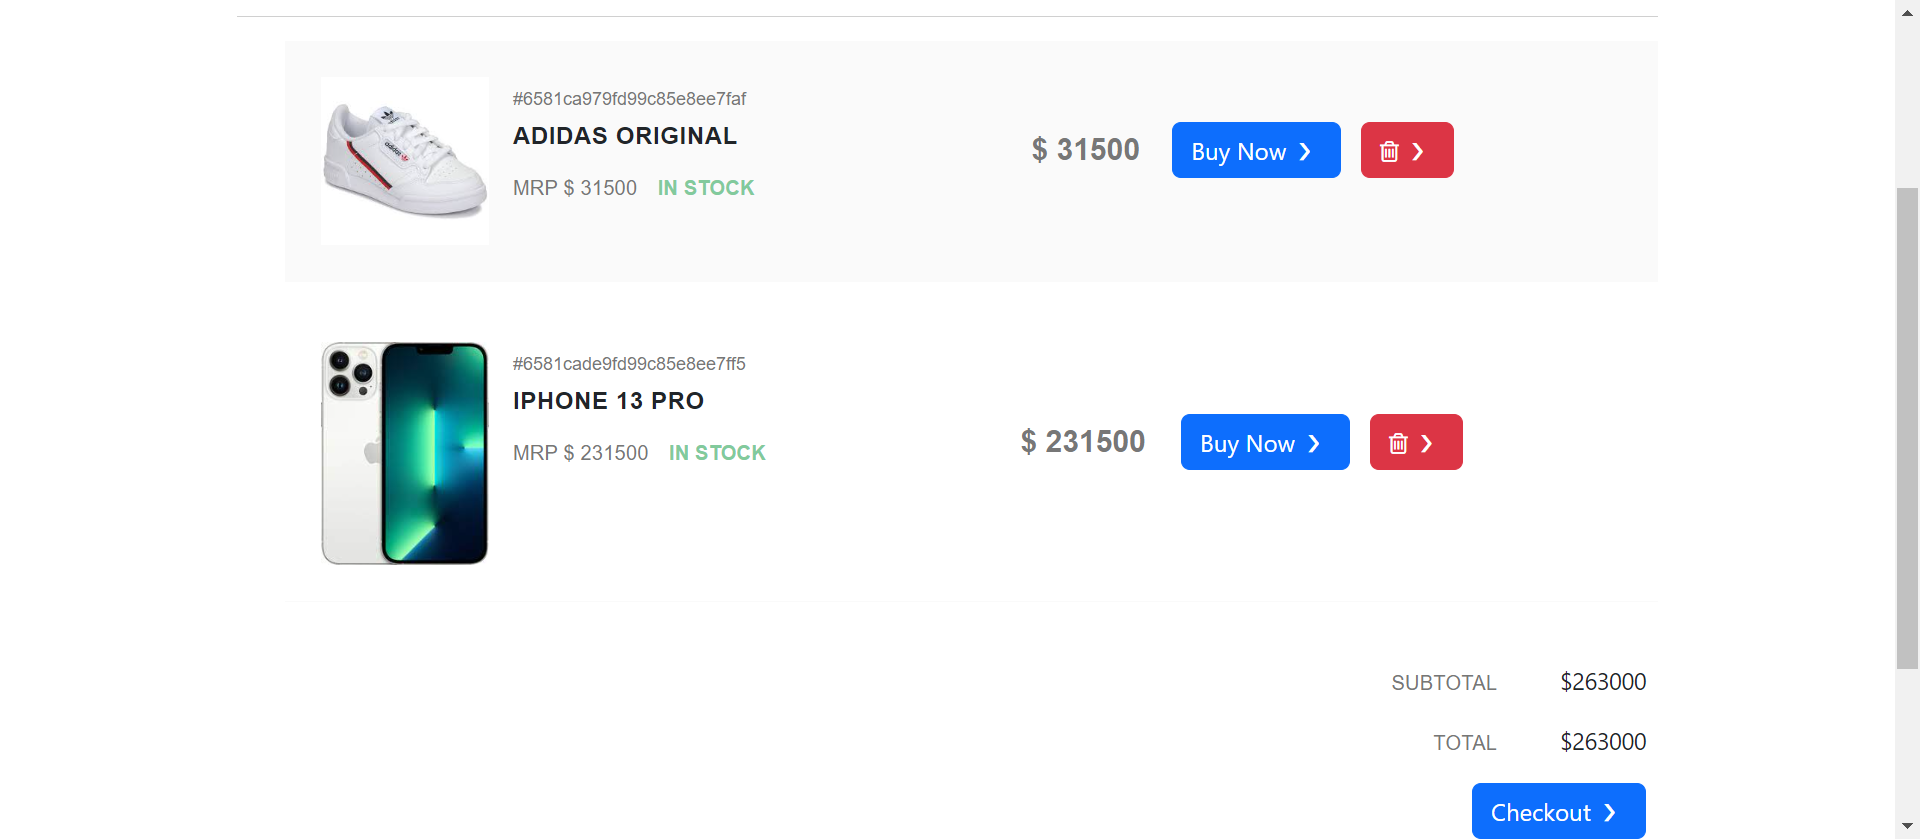 #6581ca979fd99c85e8ee7faf
ADIDAS ORIGINAL
MRP $ 31500 IN STOCK
$ 31500 Buy Now ❯ ❯
adidas
#6581cade9fd99c85e8ee7ff5
IPHONE 13 PRO
MRP $ 231500 IN STOCK
$ 231500 Buy Now ❯ ❯
SUBTOTAL $263000
TOTAL $263000
Checkout ❯